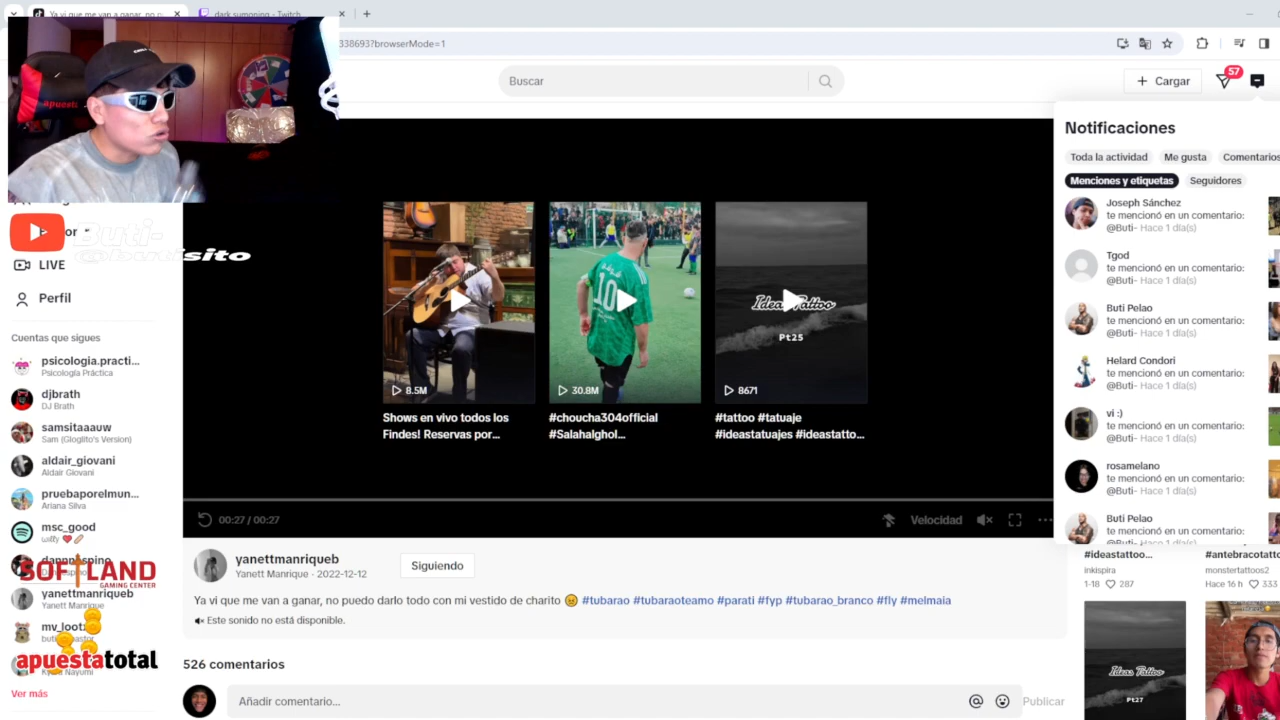 Ya vi que me van a ganar, no
dark sumoning - Twitch
338693?browserMode=1
Buscar
Cargar
57
Notificaciones
Toda la actividad
Me gusta
Comentarios
Menciones y etiquetas
Seguidores
Joseph Sánchez
te mencionó en un comentario:
@Buti- Hace 1 día(s)
Tgod
te mencionó en un comentario:
@Buti- Hace 1 día(s)
Buti Pelao
te mencionó en un comentario:
@Buti- Hace 1 día(s)
Helard Condori
te mencionó en un comentario:
@Buti- Hace 1 día(s)
vi :)
te mencionó en un comentario:
@Buti- Hace 1 día(s)
rosamelano
te mencionó en un comentario:
@Buti- Hace 1 día(s)
Buti Pelao
te mencionó en un comentario:
@Buti- Hace 1 día(s)
Buti-
@butisito
LIVE
Perfil
Cuentas que sigues
psicologia.practi...
Psicología Práctica
djbrath
DJ Brath
samsitaaauw
Sam (Gloglito's Version)
aldair_giovani
Aldair Giovani
pruebaporelmun...
Ariana Silva
msc_good
SOFTLAND
GAMING CENTER
yanettmanriqueb
Yanett Manrique
apuestatotal
Ver más
10
Ideas Tattoo
Pt25
8.5M
30.8M
8671
Shows en vivo todos los
Findes! Reservas por...
#choucha304official
#Salahalghol...
#tattoo #tatuaje
#ideastatuajes #ideastatto...
00:27 / 00:27
Velocidad
yanettmanriqueb
Yanett Manrique · 2022-12-12
Siguiendo
Ya vi que me van a ganar, no puedo darlo todo con mi vestido de charito 😆 #tubarao #tubaraoteamo #parati #fyp #tubarao_branco #fly #melmaia
Este sonido no está disponible.
526 comentarios
Añadir comentario...
Publicar
#ideastatto...
inkispira
1-18 287
#antebracotatto...
monstertattos2
Hace 16 h 333
Ideas Tattoo
Pt27